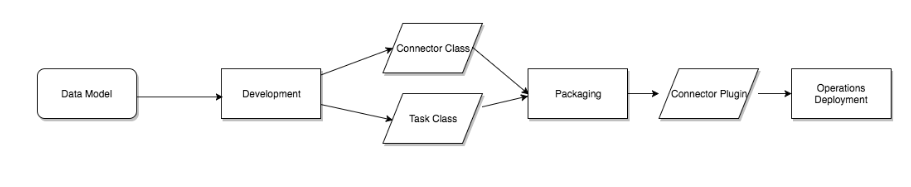 Data Model
Development
Connector Class
Task Class
Packaging
Connector Plugin
Operations
Deployment